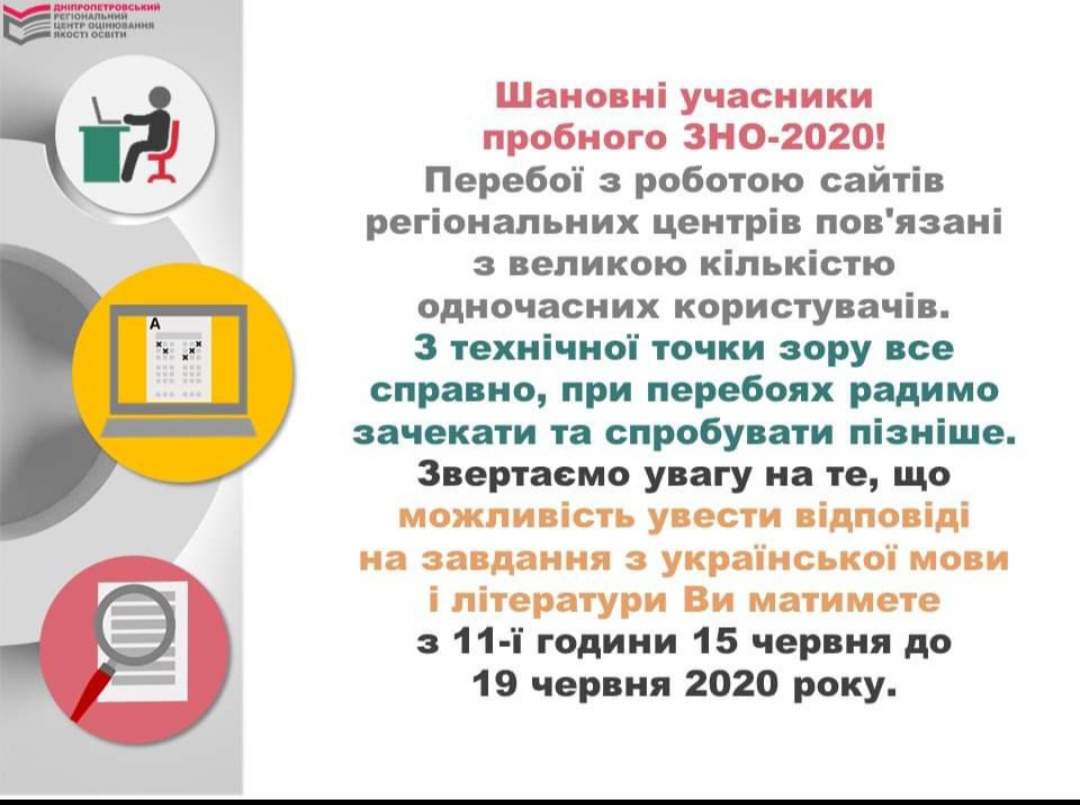 ДНІПРОПЕТРОВСЬКИЙ
РЕГІОНАЛЬНИЙ
ЦЕНТР ОЦІНЮВАННЯ
ЯКОСТІ ОСВІТИ
Шановні учасники
пробного ЗНО-2020!
Перебої з роботою сайтів
регіональних центрів пов'язані
з великою кількістю
одночасних користувачів.
З технічної точки зору все
справно, при перебоях радимо
зачекати та спробувати пізніше.
Звертаємо увагу на те, що
можливість увести відповіді
на завдання з української мови
і літератури Ви матимете
з 11-ї години 15 червня до
19 червня 2020 року.
А